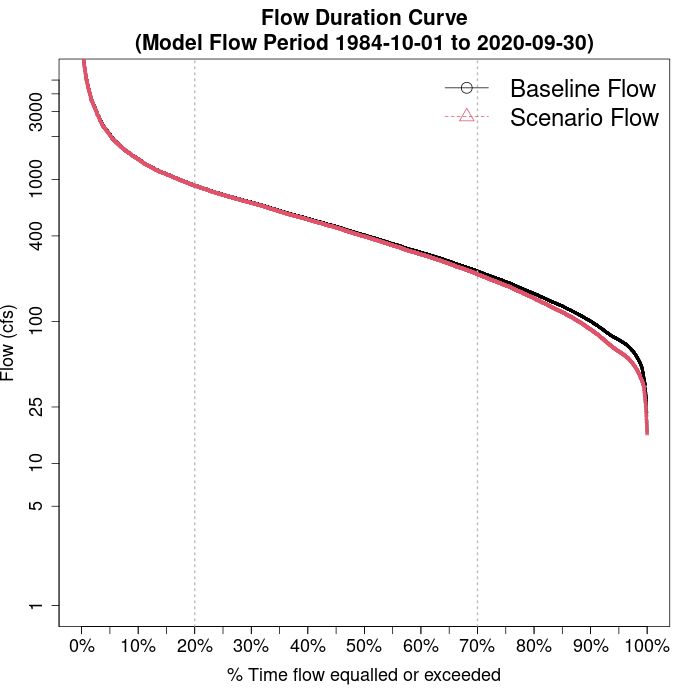 Flow Duration Curve
(Model Flow Period 1984-10-01 to 2020-09-30)
Baseline Flow
Scenario Flow
3000
1000
400
100
25
10
5
1
Flow (cfs)
0% 10% 20% 30% 40% 50% 60% 70% 80% 90% 100%
% Time flow equalled or exceeded